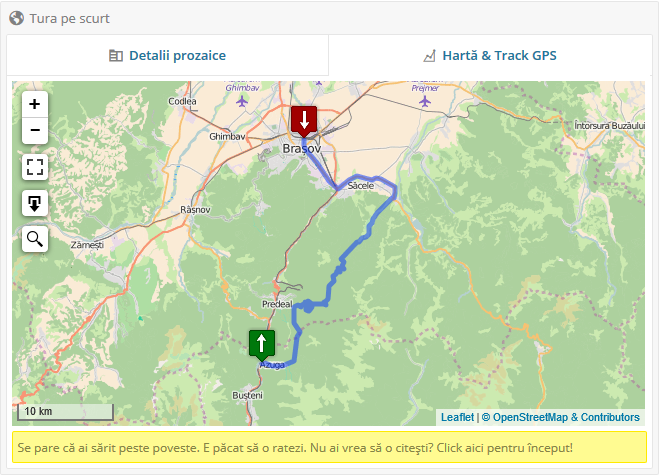 Tura pe scurt
Detalii prozaice
Hartă & Track GPS
+
−
Codlea
Ghimbav
Prejmer
Ghimbav
Întorsura Buzăului
Brașov
Săcele
Râșnov
Zărnești
Predeal
Azuga
Bușteni
10 km
Leaflet | © OpenStreetMap & Contributors
Se pare că ai sărit peste poveste. E păcat să o ratezi. Nu ai vrea să o citești? Click aici pentru început!